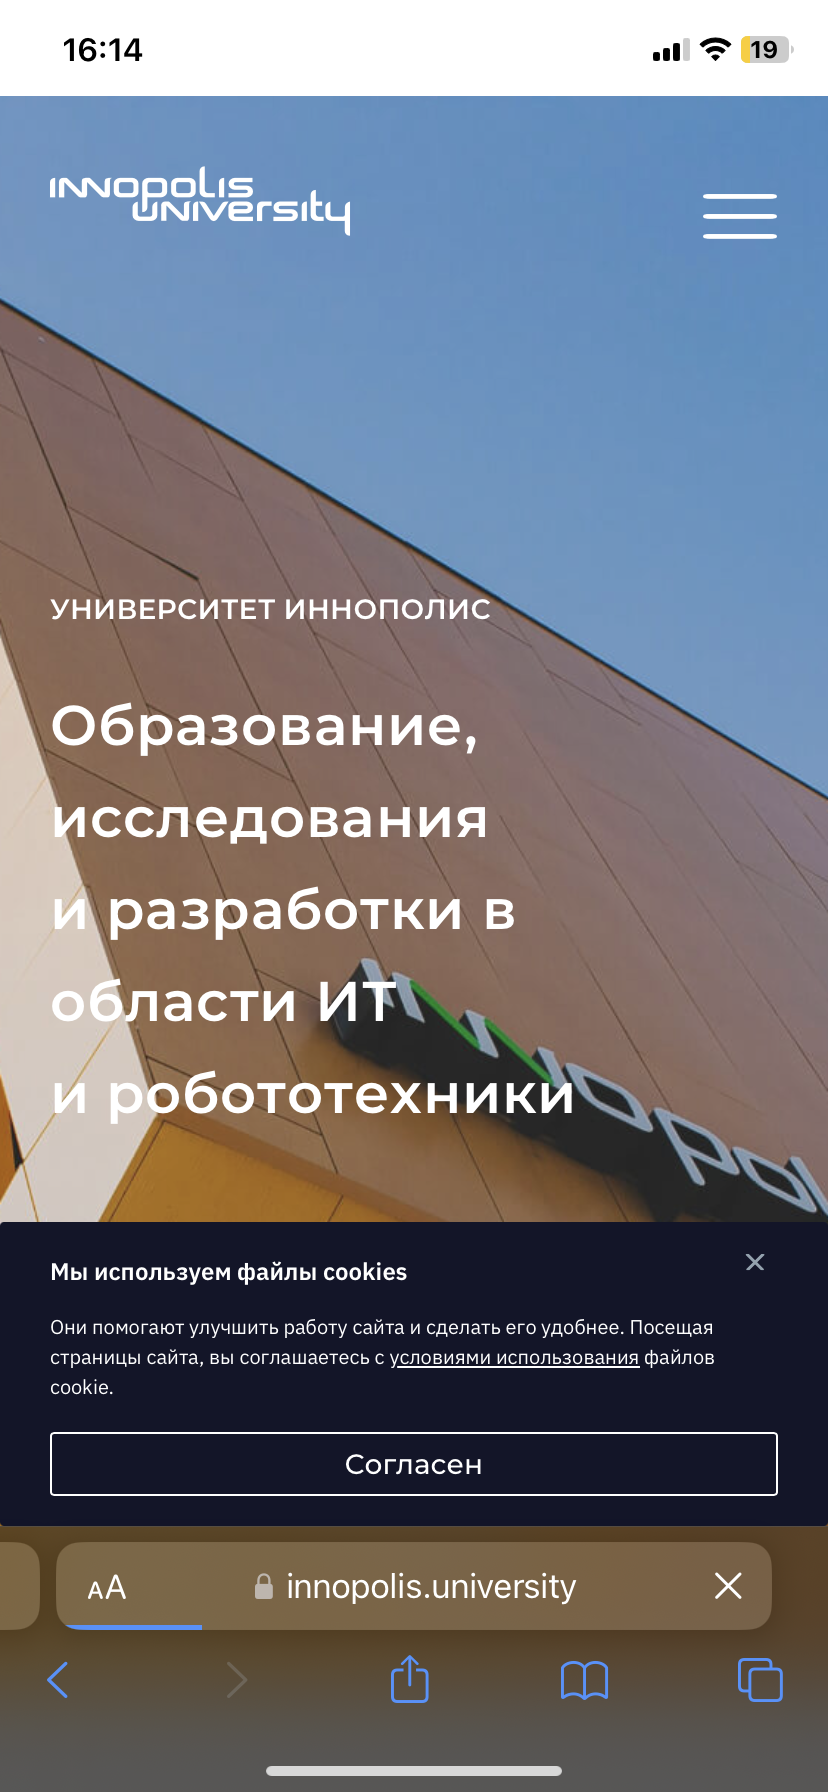 16:14
19
innopolis
university
УНИВЕРСИТЕТ ИННОПОЛИС
Образование,
исследования
и разработки в
области ИТ
и робототехники
innopol
Мы используем файлы cookies
Они помогают улучшить работу сайта и сделать его удобнее. Посещая
страницы сайта, вы соглашаетесь с условиями использования файлов
cookie.
Согласен
AA
innopolis.university